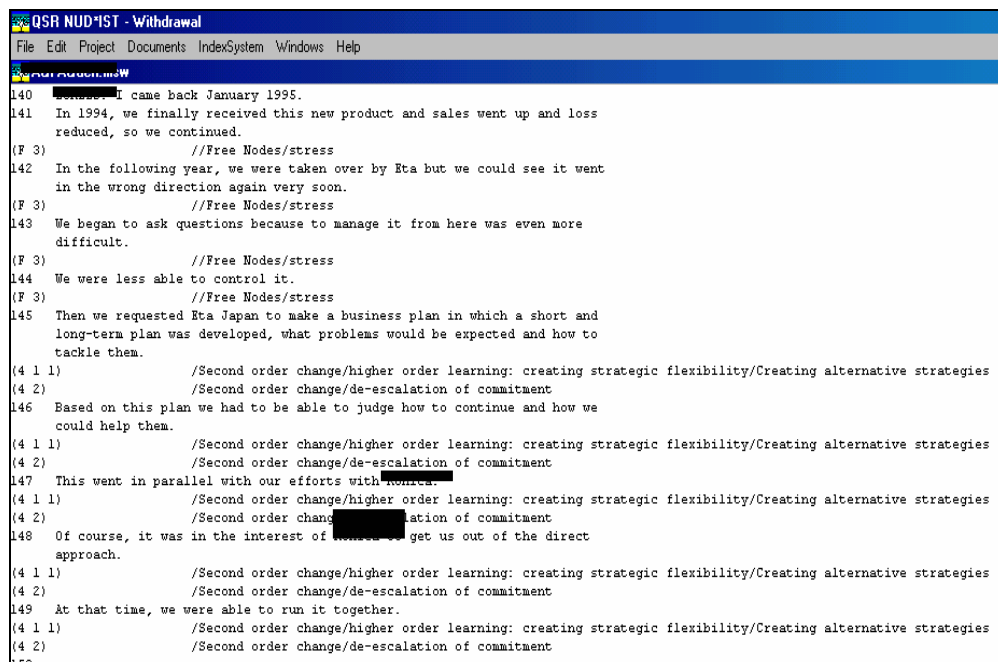 QSR NUD*IST - Withdrawal
File Edit Project Documents IndexSystem Windows Help
140 I came back January 1995.
141 In 1994, we finally received this new product and sales went up and loss
reduced, so we continued.
(F 3) //Free Nodes/stress
142 In the following year, we were taken over by Eta but we could see it went
in the wrong direction again very soon.
(F 3) //Free Nodes/stress
143 We began to ask questions because to manage it from here was even more
difficult.
(F 3) //Free Nodes/stress
144 We were less able to control it.
(F 3) //Free Nodes/stress
145 Then we requested Eta Japan to make a business plan in which a short and
long-term plan was developed, what problems would be expected and how to
tackle them.
(4 1 1) /Second order change/higher order learning: creating strategic flexibility/Creating alternative strategies
(4 2) /Second order change/de-escalation of commitment
146 Based on this plan we had to be able to judge how to continue and how we
could help them.
(4 1 1) /Second order change/higher order learning: creating strategic flexibility/Creating alternative strategies
(4 2) /Second order change/de-escalation of commitment
147 This went in parallel with our efforts with
(4 1 1) /Second order change/higher order learning: creating strategic flexibility/Creating alternative strategies
(4 2) /Second order chang lation of commitment
148 Of course, it was in the interest of get us out of the direct
approach.
(4 1 1) /Second order change/higher order learning: creating strategic flexibility/Creating alternative strategies
(4 2) /Second order change/de-escalation of commitment
149 At that time, we were able to run it together.
(4 1 1) /Second order change/higher order learning: creating strategic flexibility/Creating alternative strategies
(4 2) /Second order change/de-escalation of commitment